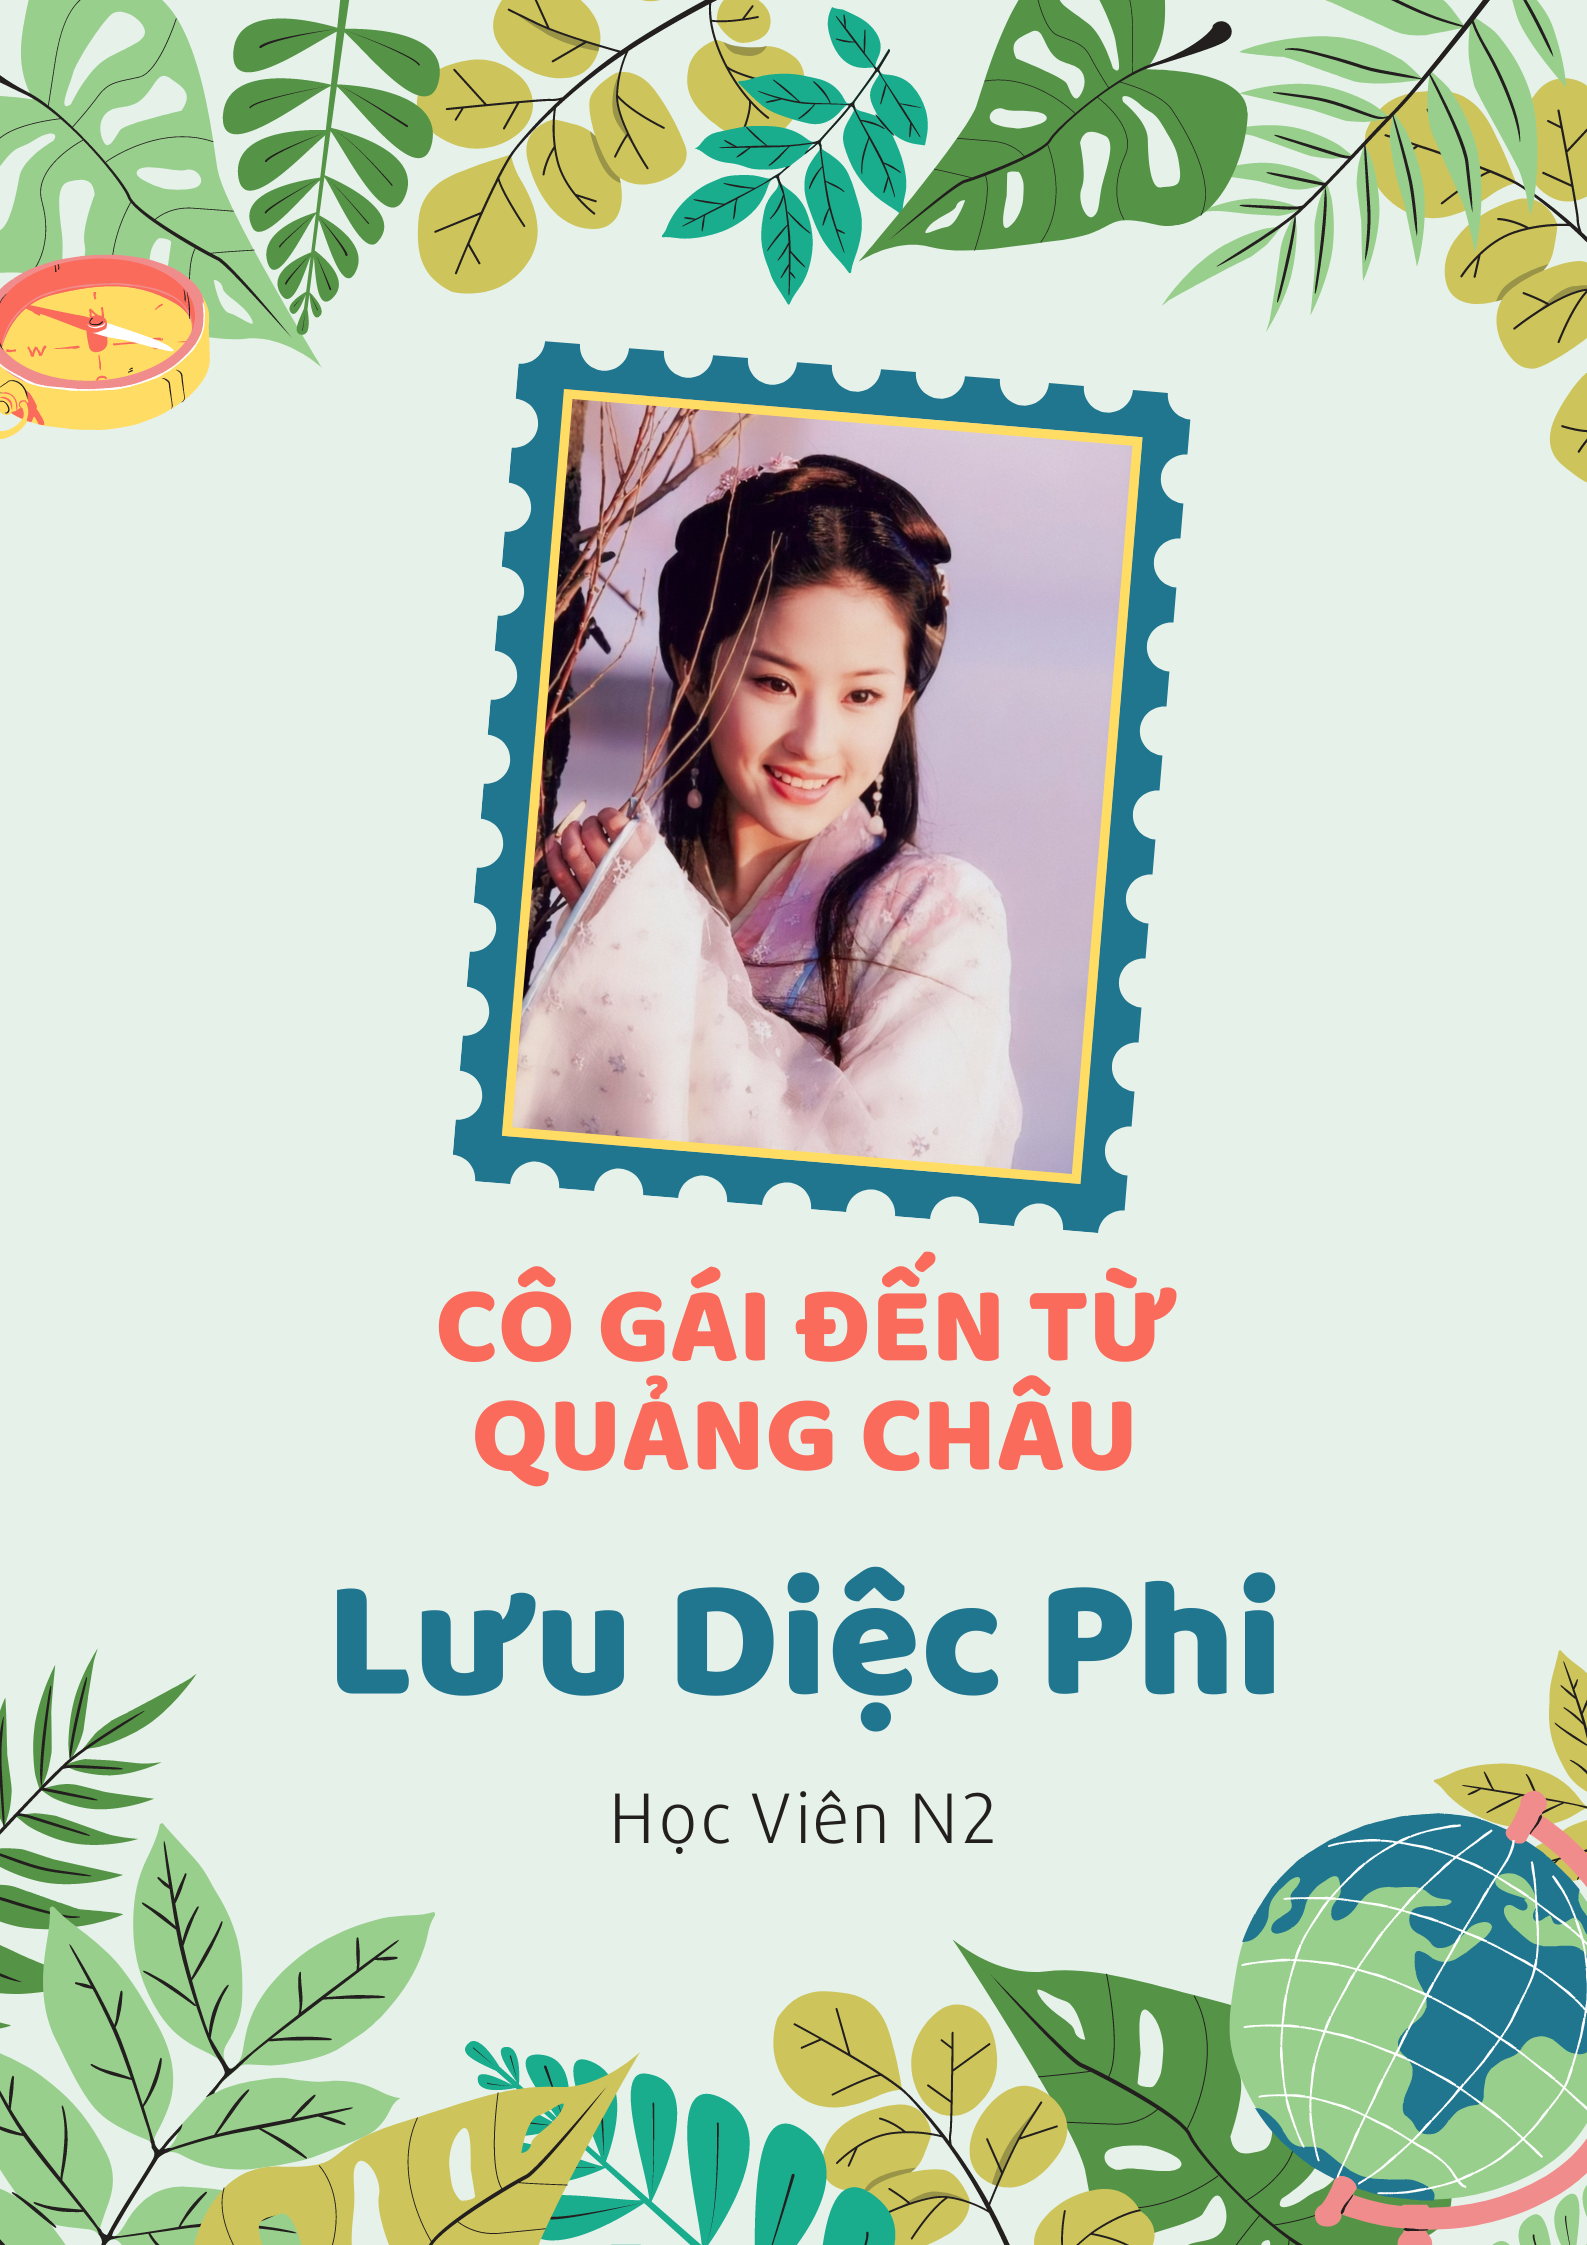 N
W
CÔ GÁI ĐẾN TỪ
QUẢNG CHÂU
Lưu Diệc Phi
Học Viên N2